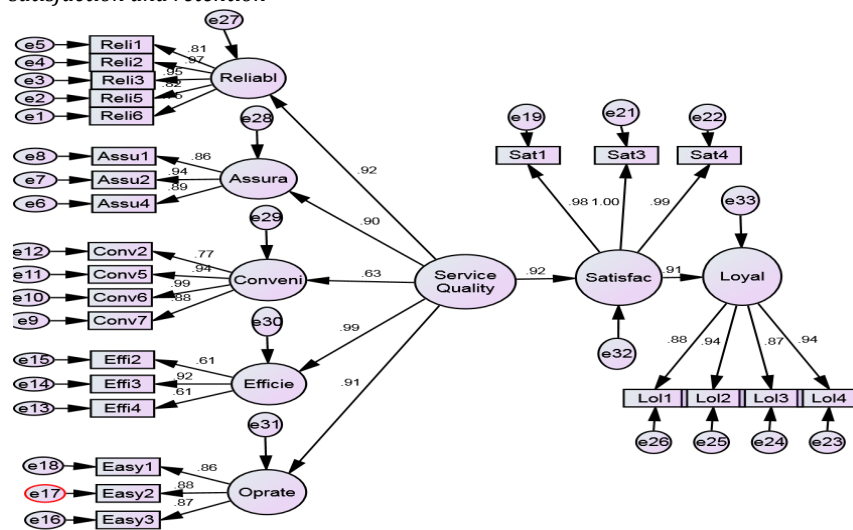 satisfaction and retention
e27
e5 Reli1 .81
e4 Reli2 .97
e3 Reli3 .95 Reliabl
e2 Reli5 .82
e1 Reli6
e28
e8 Assu1 .86
e7 Assu2 .94 Assura
e6 Assu4 .89
e29
e12 Conv2 .77
e11 Conv5 .94 Conveni
e10 Conv6 .99
e9 Conv7 .88
e30
e15 Effi2 .61
e14 Effi3 .92 Efficie
e13 Effi4 .61
e31
e18 Easy1 .86
e17 Easy2 .88 Oprate
e16 Easy3 .87
.92
.90
.63
.99
.91
Service
Quality
.92
e19 e21 e22
Sat1 Sat3 Sat4
.98 1.00 .99
Satisfac
e32
.91
e33
Loyal
.88 .94 .87 .94
Lol1 Lol2 Lol3 Lol4
e26 e25 e24 e23